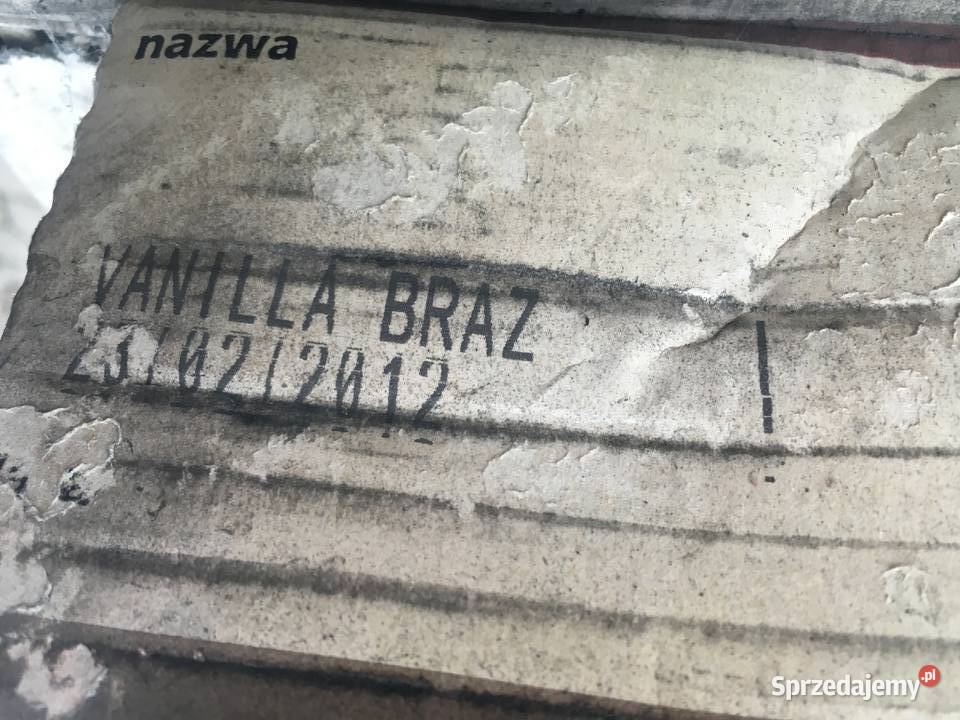 nazwa
VANILLA BRAZ
23/02/2012
Sprzedajemy.pl